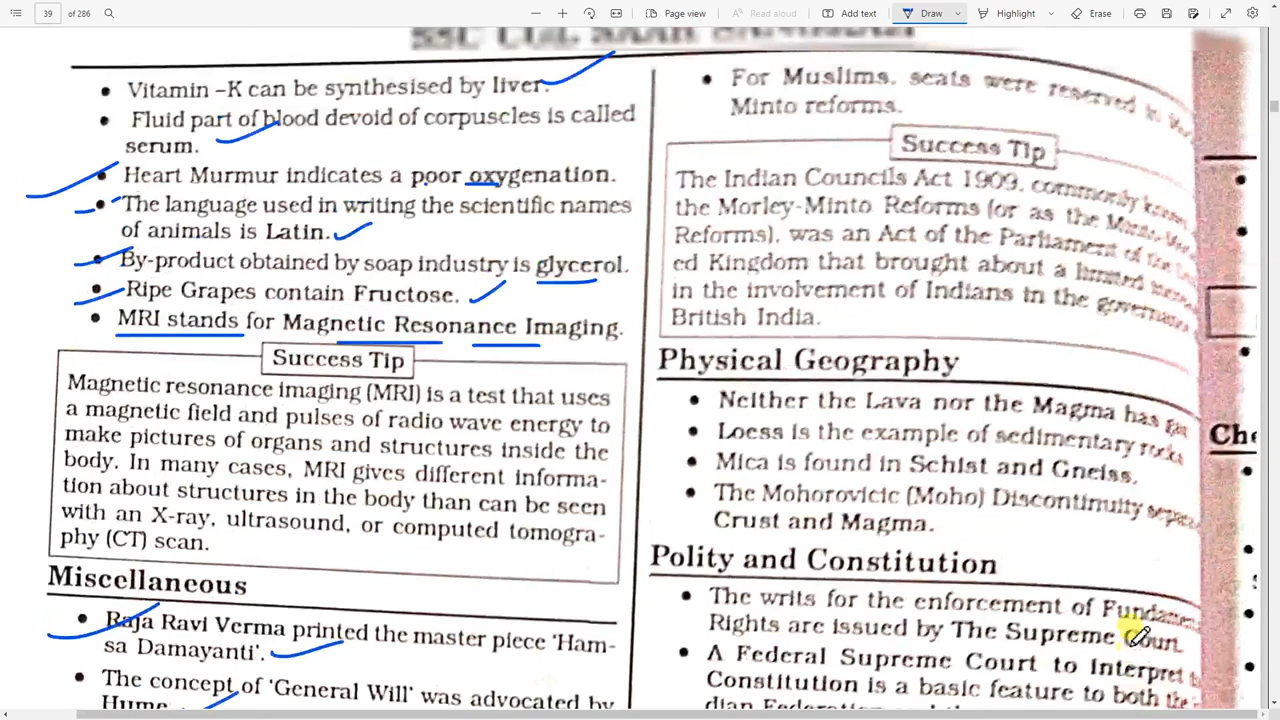 39 of 286
Page view
Read aloud
Add text
Draw
Highlight
Erase
Vitamin –K can be synthesised by liver.
Fluid part of blood devoid of corpuscles is called
serum.
Heart Murmur indicates a poor oxygenation.
The language used in writing the scientific names
of animals is Latin.
By-product obtained by soap industry is glycerol.
Ripe Grapes contain Fructose.
MRI stands for Magnetic Resonance Imaging.
Success Tip
Magnetic resonance imaging (MRI) is a test that uses
a magnetic field and pulses of radio wave energy to
make pictures of organs and structures inside the
body. In many cases, MRI gives different informa-
tion about structures in the body than can be seen
with an X-ray, ultrasound, or computed tomogra-
phy (CT) scan.
Miscellaneous
Raja Ravi Verma printed the master piece 'Ham-
sa Damayanti'.
The concept of 'General Will' was advocated by
Hume.
For Muslims, seats were reserved in
Minto reforms.
Success Tip
The Indian Councils Act 1909, commonly
the Morley-Minto Reforms (or as the Minto
Reforms), was an Act of the Parliament of the
ed Kingdom that brought about a limited
in the involvement of Indians in the
British India.
Physical Geography
Neither the Lava nor the Magma has gas
Loess is the example of sedimentary rocks
Mica is found in Schist and Gneiss.
The Mohorovicic (Moho) Discontinuity
Crust and Magma.
Polity and Constitution
The writs for the enforcement of
Rights are issued by The Supreme Court.
A Federal Supreme Court to interpret
Constitution is a basic feature to both the
dian Federation
Che